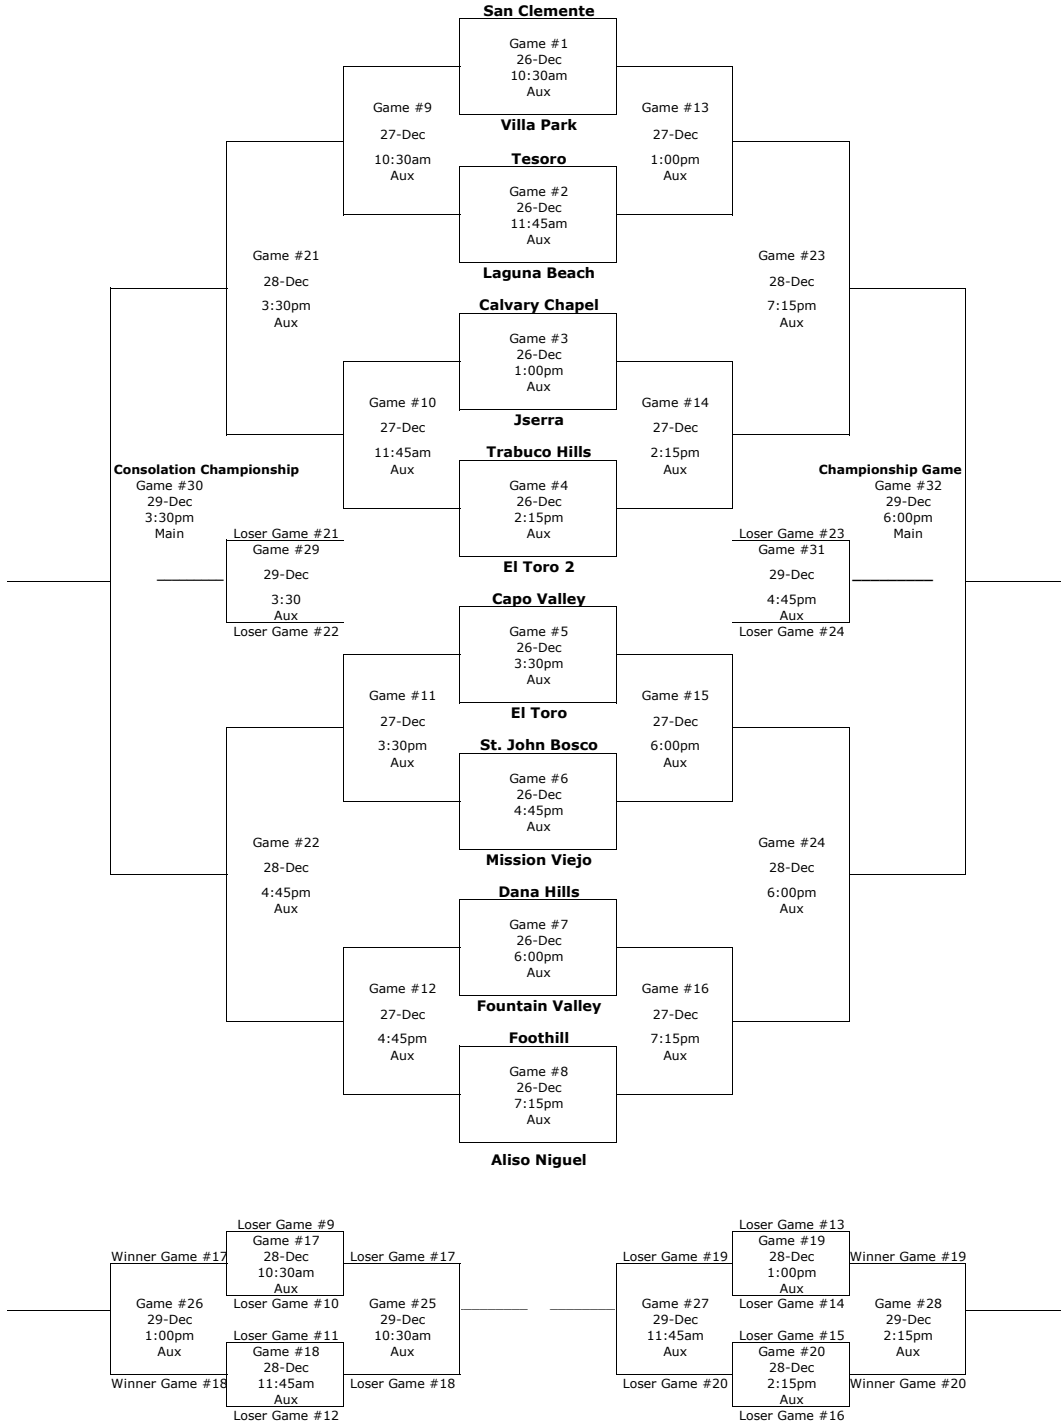 San Clemente
Game #1
26-Dec
10:30am
Aux
Villa Park
Game #9
27-Dec
10:30am
Aux
Game #13
27-Dec
1:00pm
Aux
Tesoro
Game #2
26-Dec
11:45am
Aux
Laguna Beach
Game #21
28-Dec
3:30pm
Aux
Game #23
28-Dec
7:15pm
Aux
Calvary Chapel
Game #3
26-Dec
1:00pm
Aux
Jserra
Game #10
27-Dec
11:45am
Aux
Game #14
27-Dec
2:15pm
Aux
Trabuco Hills
Game #4
26-Dec
2:15pm
Aux
El Toro 2
Consolation Championship
Game #30
29-Dec
3:30pm
Main
Loser Game #21
Game #29
29-Dec
3:30
Aux
Loser Game #22
Championship Game
Game #32
29-Dec
6:00pm
Main
Loser Game #23
Game #31
29-Dec
4:45pm
Aux
Loser Game #24
Capo Valley
Game #5
26-Dec
3:30pm
Aux
El Toro
Game #11
27-Dec
3:30pm
Aux
Game #15
27-Dec
6:00pm
Aux
St. John Bosco
Game #6
26-Dec
4:45pm
Aux
Mission Viejo
Game #22
28-Dec
4:45pm
Aux
Game #24
28-Dec
6:00pm
Aux
Dana Hills
Game #7
26-Dec
6:00pm
Aux
Fountain Valley
Game #12
27-Dec
4:45pm
Aux
Game #16
27-Dec
7:15pm
Aux
Foothill
Game #8
26-Dec
7:15pm
Aux
Aliso Niguel
Loser Game #9
Game #17
28-Dec
10:30am
Aux
Loser Game #10
Winner Game #17
Game #26
29-Dec
1:00pm
Aux
Winner Game #18
Loser Game #11
Game #18
28-Dec
11:45am
Aux
Loser Game #12
Loser Game #17
Game #25
29-Dec
10:30am
Aux
Loser Game #18
Loser Game #19
Game #27
29-Dec
11:45am
Aux
Loser Game #20
Loser Game #13
Game #19
28-Dec
1:00pm
Aux
Loser Game #14
Loser Game #15
Game #20
28-Dec
2:15pm
Aux
Loser Game #16
Winner Game #19
Game #28
29-Dec
2:15pm
Aux
Winner Game #20